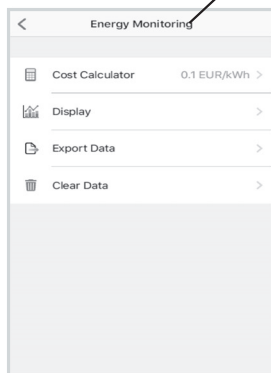 Energy Monitoring
Cost Calculator 0.1 EUR/kWh
Display
Export Data
Clear Data